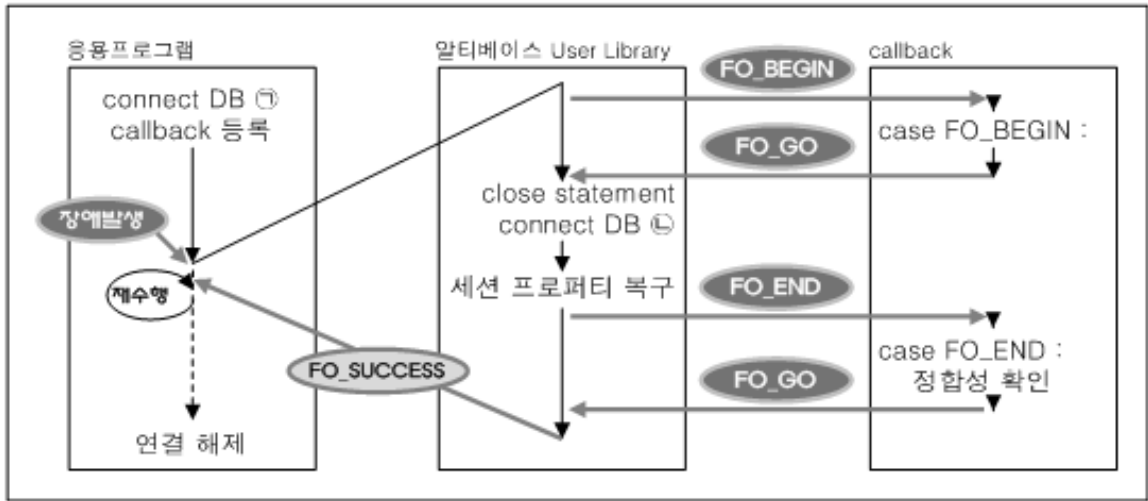 응용프로그램
connect DB ㉠
callback 등록
장애발생
재수행
연결 해제
FO_SUCCESS
알티베이스 User Library
close statement
connect DB ㉡
세션 프로퍼티 복구
FO_BEGIN
FO_GO
FO_END
FO_GO
callback
case FO_BEGIN :
case FO_END :
정합성 확인